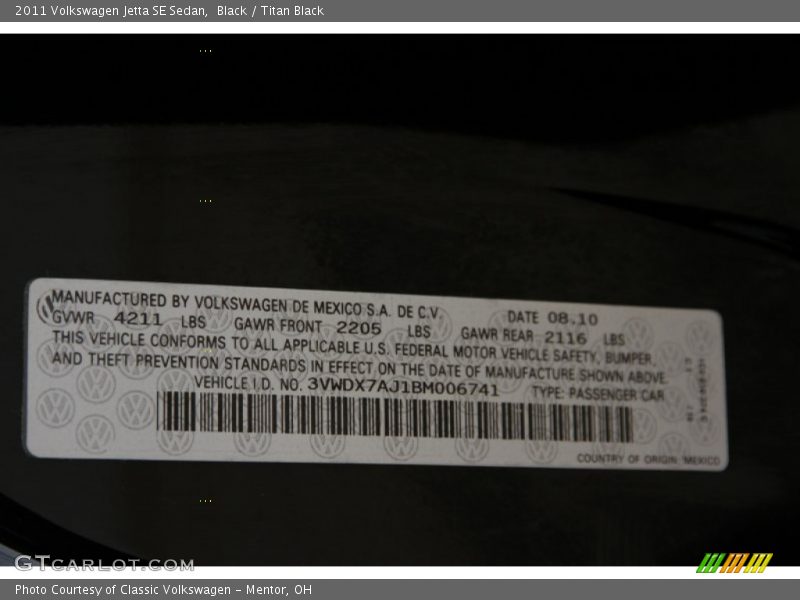 2011 Volkswagen Jetta SE Sedan,  Black / Titan Black
MANUFACTURED BY VOLKSWAGEN DE MEXICO S.A. DE C.V. DATE 08.10
GVWR 4211 LBS GAWR FRONT 2205 LBS GAWR REAR 2116 LBS
THIS VEHICLE CONFORMS TO ALL APPLICABLE U.S. FEDERAL MOTOR VEHICLE SAFETY, BUMPER,
AND THEFT PREVENTION STANDARDS IN EFFECT ON THE DATE OF MANUFACTURE SHOWN ABOVE.
VEHICLE I.D. NO. 3VWDX7AJ1BM006741 TYPE: PASSENGER CAR
COUNTRY OF ORIGIN: MEXICO
GTCARLOT.COM
Photo Courtesy of Classic Volkswagen - Mentor, OH